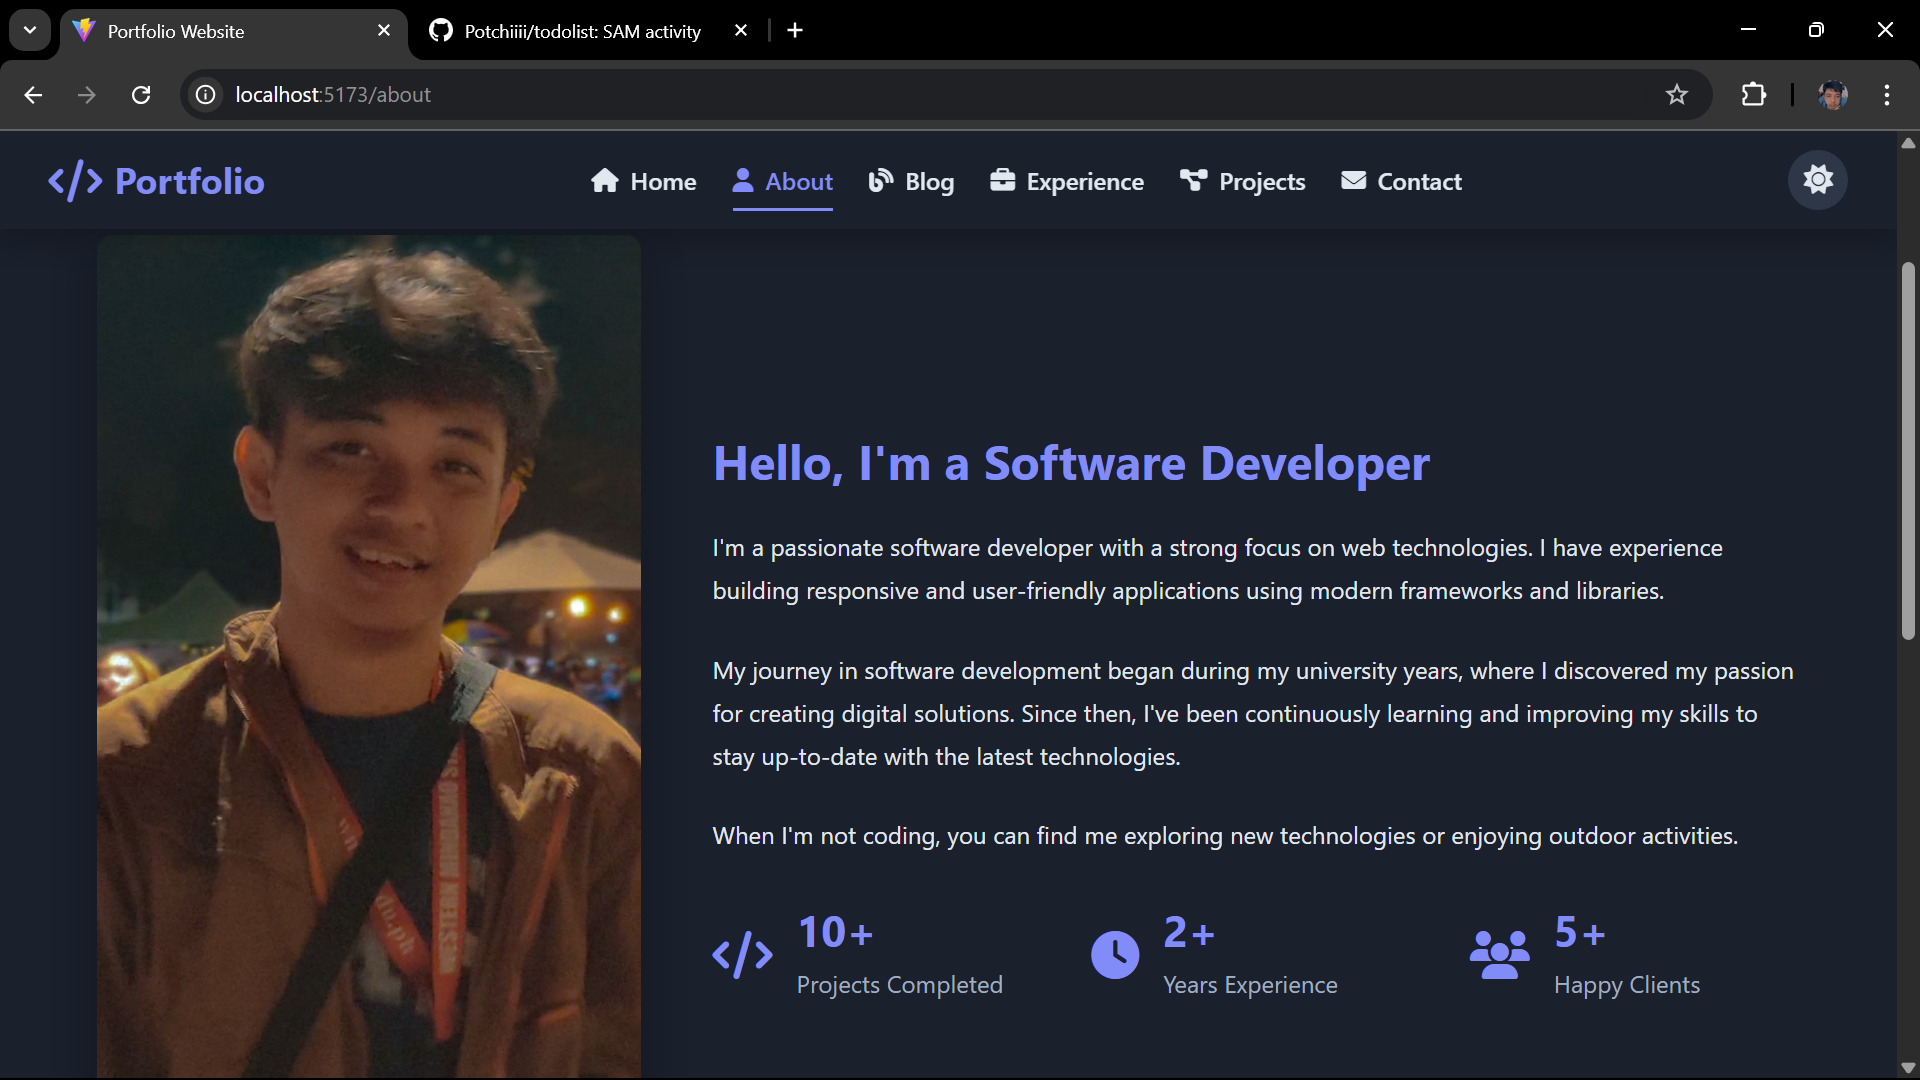 Portfolio Website
Potchiiii/todolist: SAM activity
localhost:5173/about
</> Portfolio
Home
About
Blog
Experience
Projects
Contact
Hello, I'm a Software Developer
I'm a passionate software developer with a strong focus on web technologies. I have experience
building responsive and user-friendly applications using modern frameworks and libraries.
My journey in software development began during my university years, where I discovered my passion
for creating digital solutions. Since then, I've been continuously learning and improving my skills to
stay up-to-date with the latest technologies.
When I'm not coding, you can find me exploring new technologies or enjoying outdoor activities.
10+
Projects Completed
2+
Years Experience
5+
Happy Clients
WESTERN MINDANAO
du.ph